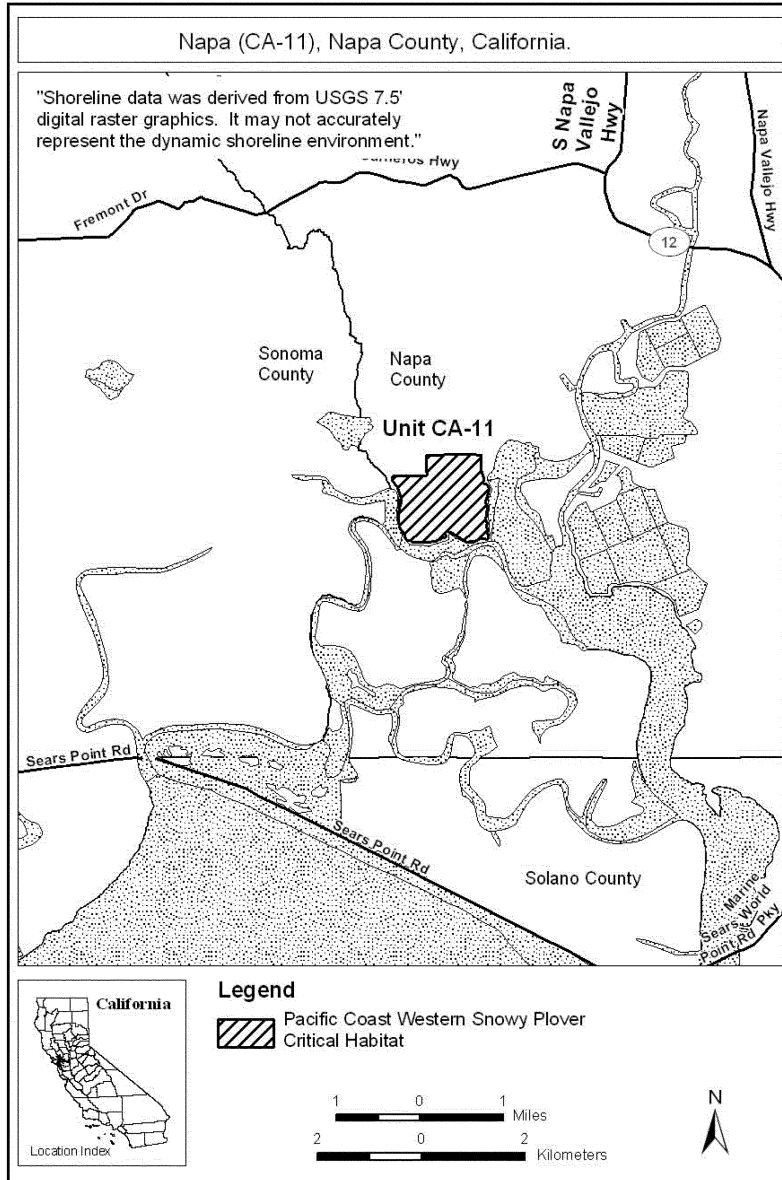 Napa (CA-11), Napa County, California.
"Shoreline data was derived from USGS 7.5'
digital raster graphics.  It may not accurately
represent the dynamic shoreline environment."
S Napa
Vallejo
Hwy
Napa Vallejo Hwy
Hwy
Fremont Dr
12
Sonoma
County
Napa
County
Unit CA-11
Sears Point Rd
Sears Point Rd
Solano County
Marine
World
Pky
Sears
Point Rd
California
Location Index
Legend
Pacific Coast Western Snowy Plover
Critical Habitat
1 0 1
Miles
2 0 2
Kilometers
N